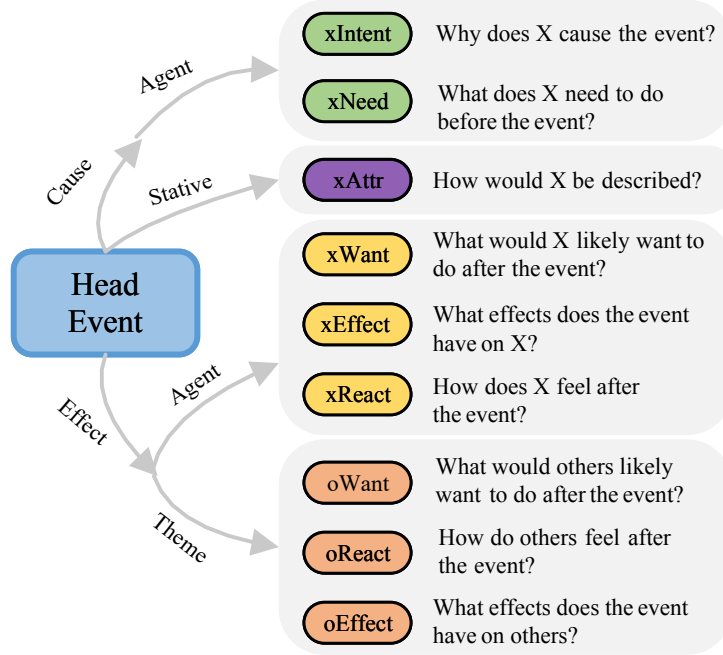 xIntent
Why does X cause the event?
Agent
xNeed
What does X need to do
before the event?
Cause
Stative
xAttr
How would X be described?
Head
Event
xWant
What would X likely want to
do after the event?
xEffect
What effects does the event
have on X?
Agent
xReact
How does X feel after
the event?
Effect
oWant
What would others likely
want to do after the event?
Theme
oReact
How do others feel after
the event?
oEffect
What effects does the event
have on others?